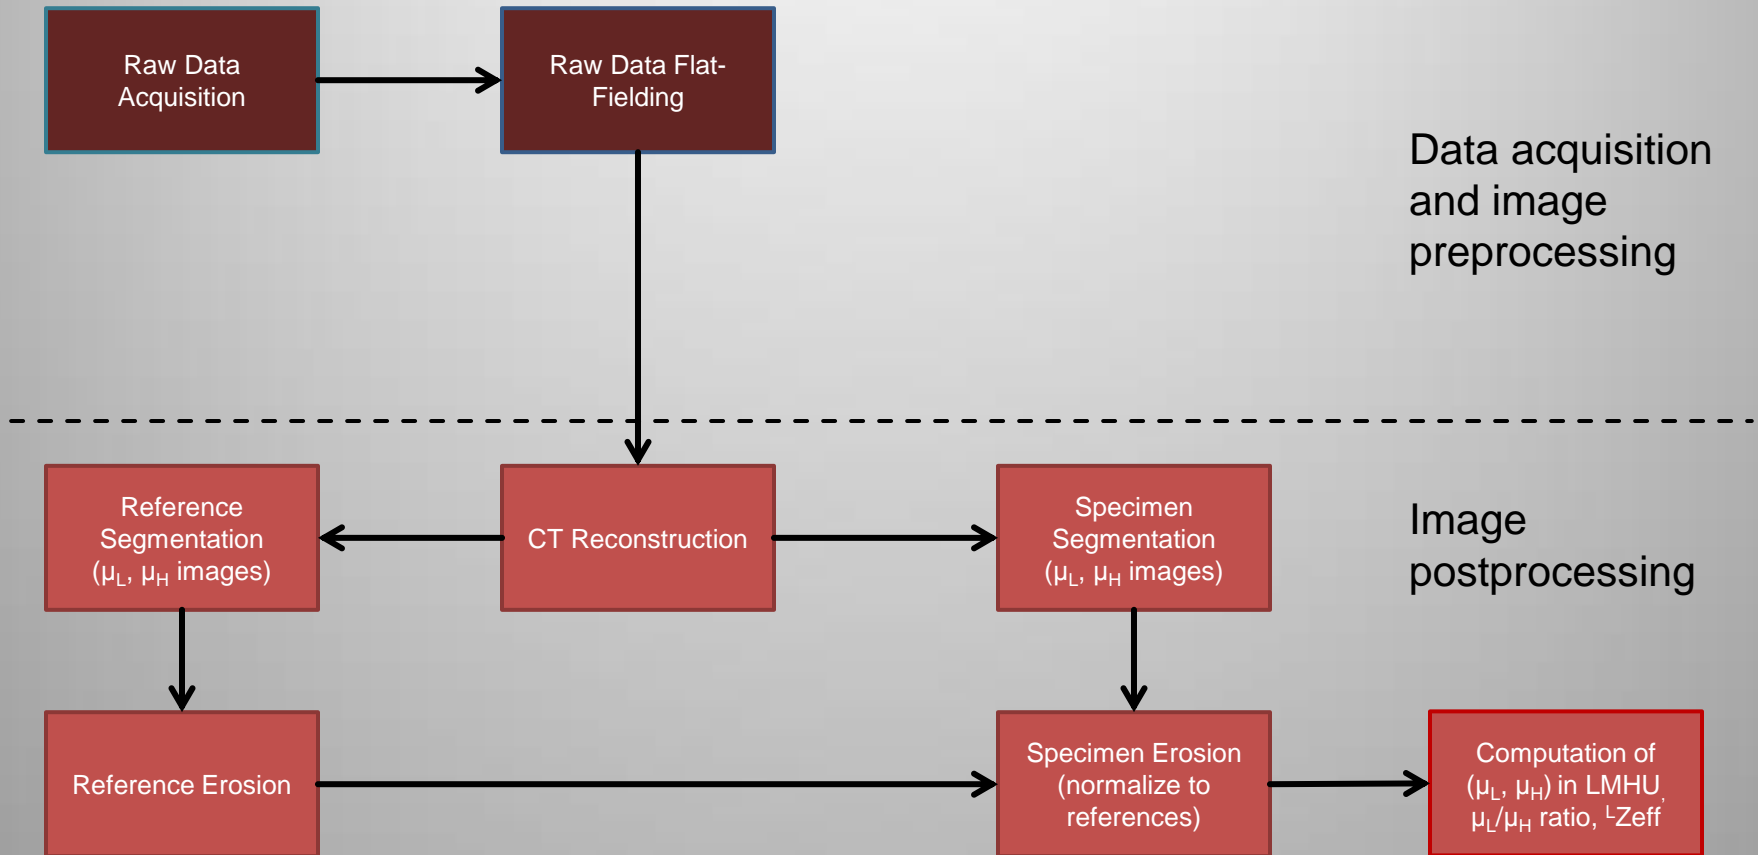 Raw Data
Acquisition
Raw Data Flat-
Fielding
Data acquisition
and image
preprocessing
Reference
Segmentation
(μL, μH images)
CT Reconstruction
Specimen
Segmentation
(μL, μH images)
Image
postprocessing
Reference Erosion
Specimen Erosion
(normalize to
references)
Computation of
(μL, μH) in LMHU,
μL/μH ratio, LZeff